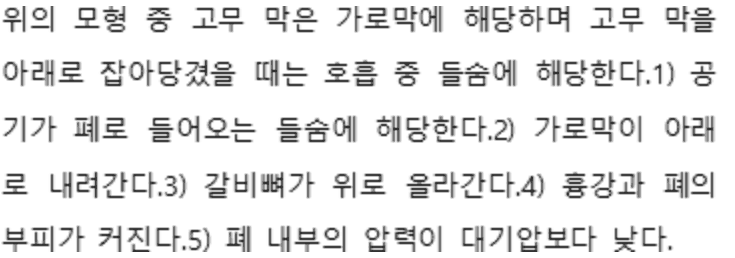 위의 모형 중 고무 막은 가로막에 해당하며 고무 막을
아래로 잡아당겼을 때는 호흡 중 들숨에 해당한다.1) 공
기가 폐로 들어오는 들숨에 해당한다.2) 가로막이 아래
로 내려간다.3) 갈비뼈가 위로 올라간다.4) 흉강과 폐의
부피가 커진다.5) 폐 내부의 압력이 대기압보다 낮다.